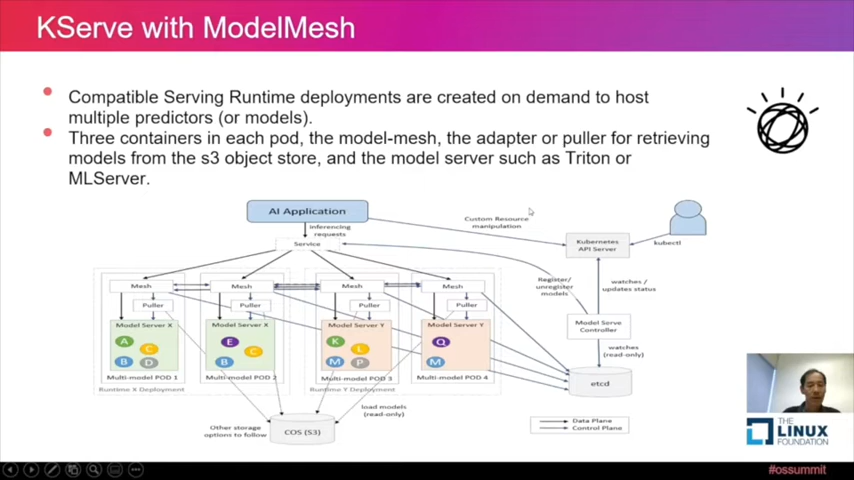 KServe with ModelMesh
Compatible Serving Runtime deployments are created on demand to host
multiple predictors (or models).
Three containers in each pod, the model-mesh, the adapter or puller for retrieving
models from the s3 object store, and the model server such as Triton or
MLServer.
AI Application
inferencing
requests
Custom Resource
manipulation
Service
Kubernetes
API Server
kubectl
Mesh
Mesh
Mesh
Mesh
Register/
unregister
models
watches /
updates status
Puller
Puller
Puller
Puller
Model Server X
Model Server X
Model Server Y
Model Server Y
Model Serve
Controller
A
C
B
D
E
C
B
K
L
M
P
Q
M
watches
(read-only)
Multi-model POD 1
Multi-model POD 2
Multi-model POD 3
Multi-model POD 4
Runtime X Deployment
Runtime Y Deployment
etcd
load models
(read-only)
Other storage
options to follow
COS (S3)
Data Plane
Control Plane
THE
LINUX
FOUNDATION
#ossummit